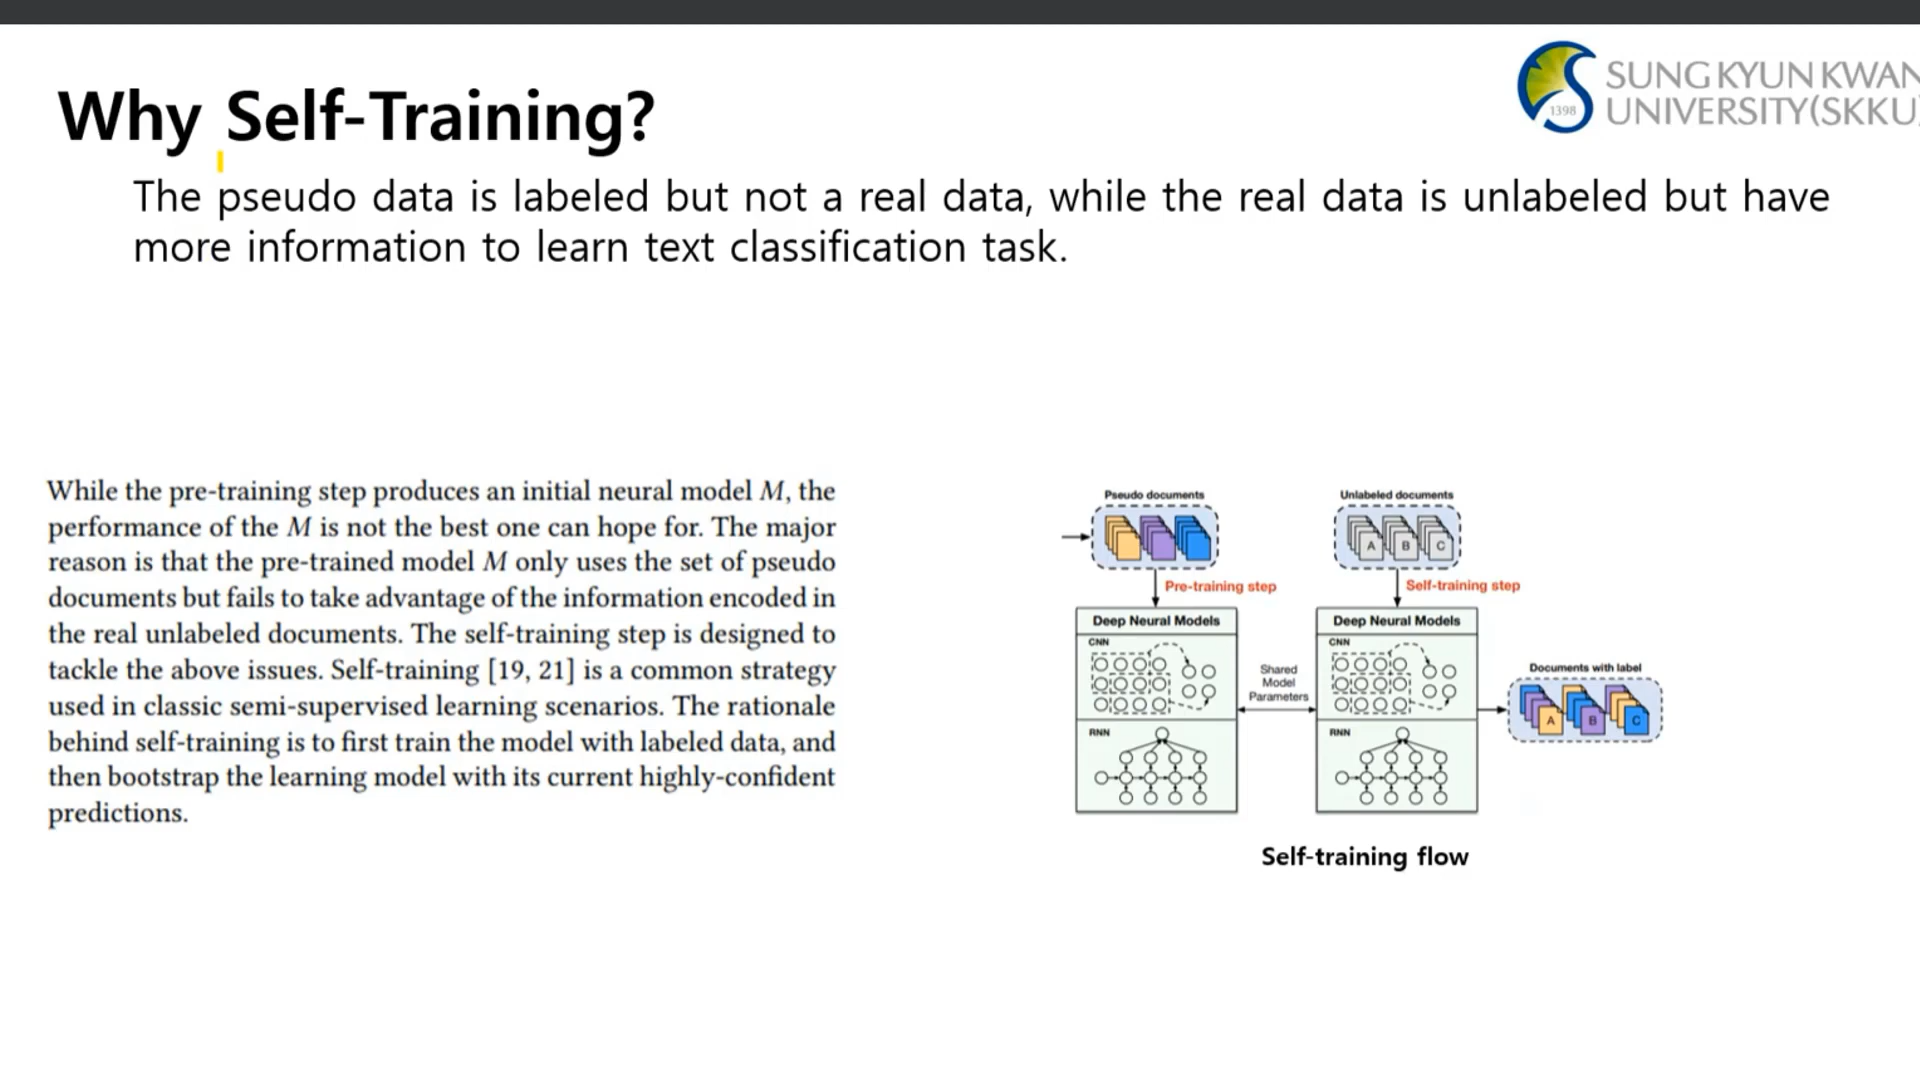 Why Self-Training?
SUNG KYUN KWAN
UNIVERSITY(SKKU
1398
The pseudo data is labeled but not a real data, while the real data is unlabeled but have
more information to learn text classification task.
While the pre-training step produces an initial neural model M, the
performance of the M is not the best one can hope for. The major
reason is that the pre-trained model M only uses the set of pseudo
documents but fails to take advantage of the information encoded in
the real unlabeled documents. The self-training step is designed to
tackle the above issues. Self-training [19, 21] is a common strategy
used in classic semi-supervised learning scenarios. The rationale
behind self-training is to first train the model with labeled data, and
then bootstrap the learning model with its current highly-confident
predictions.
Pseudo documents
Pre-training step
Deep Neural Models
CNN
RNN
Shared
Model
Parameters
Unlabeled documents
A B C
Self-training step
Deep Neural Models
CNN
RNN
Documents with label
A B C
Self-training flow